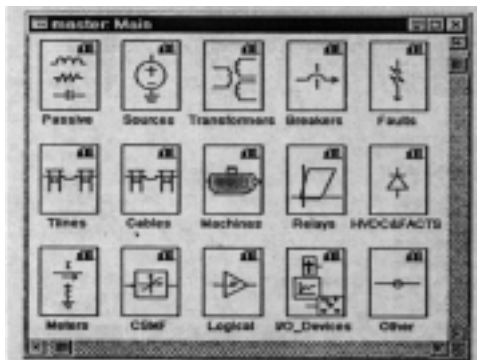 master: Main
Passive Sources Transformers Breakers Faults
Tlines Cables Machines Relays HVDC&FACTS
Meters CSMF Logical I/O_Devices Other